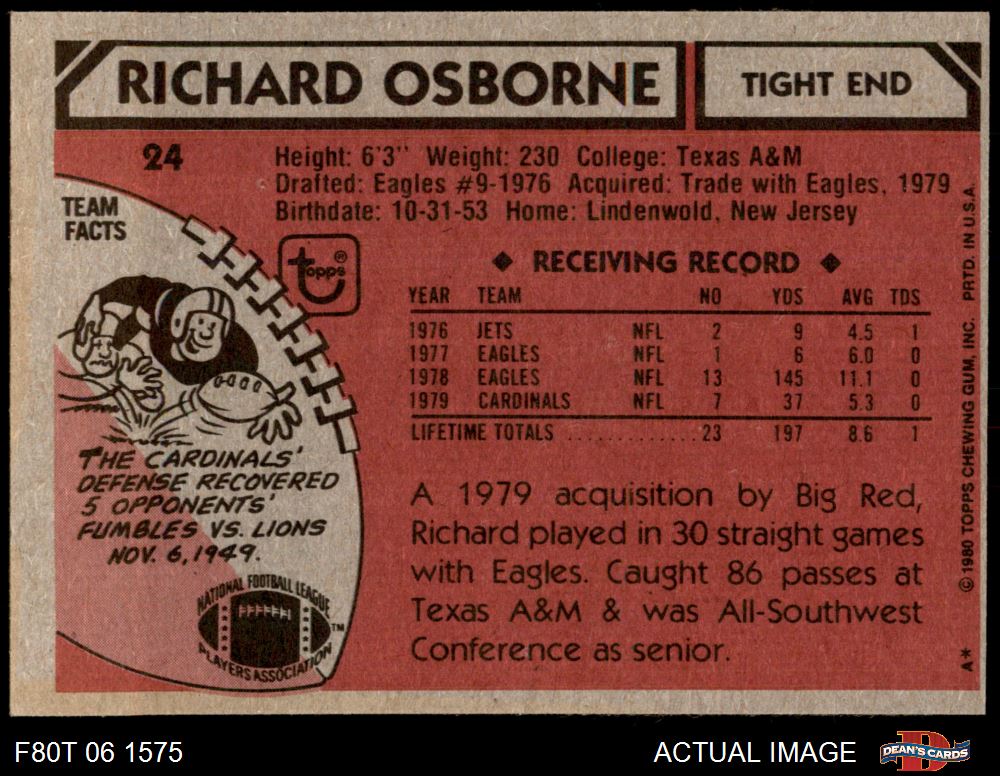 RICHARD OSBORNE
TIGHT END
24
Height: 6'3" Weight: 230 College: Texas A&M
Drafted: Eagles #9-1976 Acquired: Trade with Eagles, 1979
Birthdate: 10-31-53 Home: Lindenwold, New Jersey
TEAM
FACTS
topps®
◆ RECEIVING RECORD ◆
YEAR TEAM NO YDS AVG TDS
1976 JETS NFL 2 9 4.5 1
1977 EAGLES NFL 1 6 6.0 0
1978 EAGLES NFL 13 145 11.1 0
1979 CARDINALS NFL 7 37 5.3 0
LIFETIME TOTALS .............23 197 8.6 1
THE CARDINALS'
DEFENSE RECOVERED
5 OPPONENTS'
FUMBLES VS. LIONS
NOV. 6, 1949.
A 1979 acquisition by Big Red,
Richard played in 30 straight games
with Eagles. Caught 86 passes at
Texas A&M & was All-Southwest
Conference as senior.
NATIONAL FOOTBALL LEAGUE
PLAYERS ASSOCIATION
TM
A* © 1980 TOPPS CHEWING GUM, INC. PRTD. IN U.S.A.
F80T 06 1575
ACTUAL IMAGE
D
DEAN'S CARDS